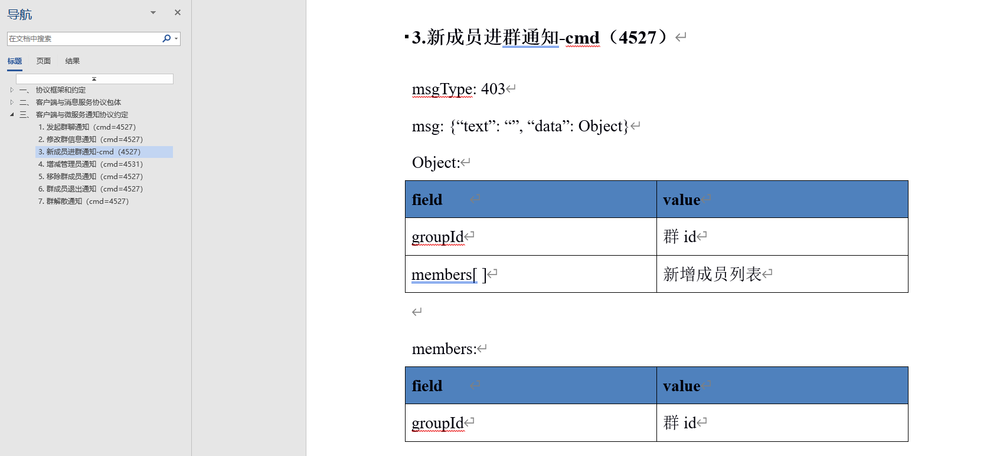 导航
在文档中搜索
标题 页面 结果
一、 协议框架和约定
二、 客户端与消息服务协议包体
三、 客户端与微服务通知协议约定
1. 发起群聊通知（cmd=4527）
2. 修改群信息通知（cmd=4527）
3. 新成员进群通知-cmd（4527）
4. 增减管理员通知（cmd=4531）
5. 移除群成员通知（cmd=4527）
6. 群成员退出通知（cmd=4527）
7. 群解散通知（cmd=4527）
3.新成员进群通知-cmd（4527）
msgType: 403
msg: {“text”: “”, “data”: Object}
Object:
field value
groupId 群 id
members[ ] 新增成员列表
members:
field value
groupId 群 id